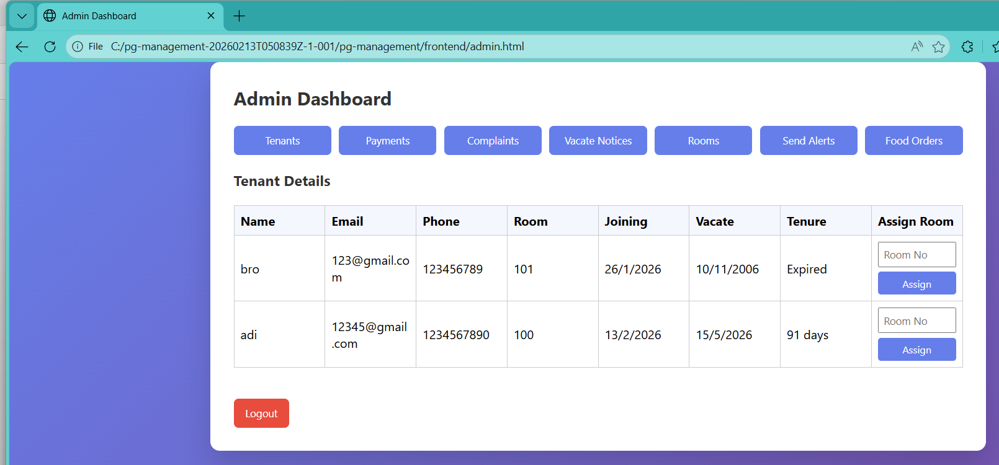 Admin Dashboard
File C:/pg-management-20260213T050839Z-1-001/pg-management/frontend/admin.html
Admin Dashboard
Tenants Payments Complaints Vacate Notices Rooms Send Alerts Food Orders
Tenant Details
Name Email Phone Room Joining Vacate Tenure Assign Room
bro 123@gmail.co
m 123456789 101 26/1/2026 10/11/2006 Expired Room No
Assign
adi 12345@gmail
.com 1234567890 100 13/2/2026 15/5/2026 91 days Room No
Assign
Logout